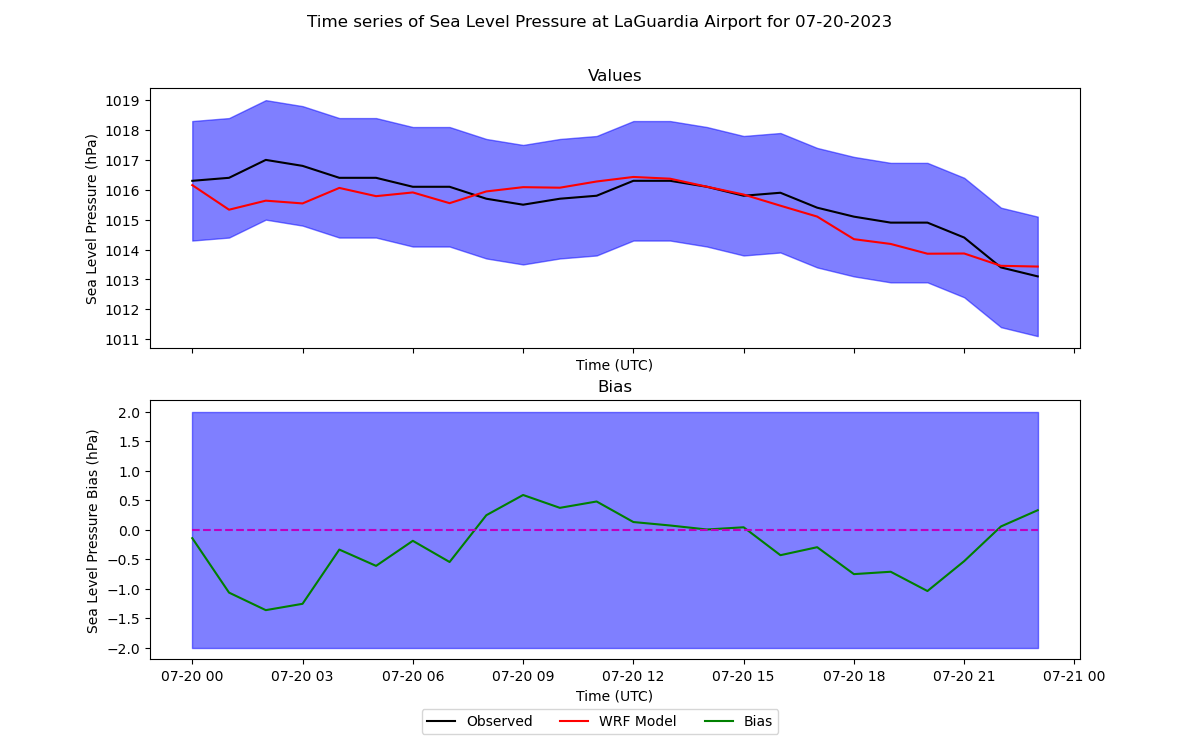 Time series of Sea Level Pressure at LaGuardia Airport for 07-20-2023
Values
Sea Level Pressure (hPa)
1019
1018
1017
1016
1015
1014
1013
1012
1011
Time (UTC)
Bias
Sea Level Pressure Bias (hPa)
2.0
1.5
1.0
0.5
0.0
−0.5
−1.0
−1.5
−2.0
07-20 00 07-20 03 07-20 06 07-20 09 07-20 12 07-20 15 07-20 18 07-20 21 07-21 00
Time (UTC)
Observed WRF Model Bias